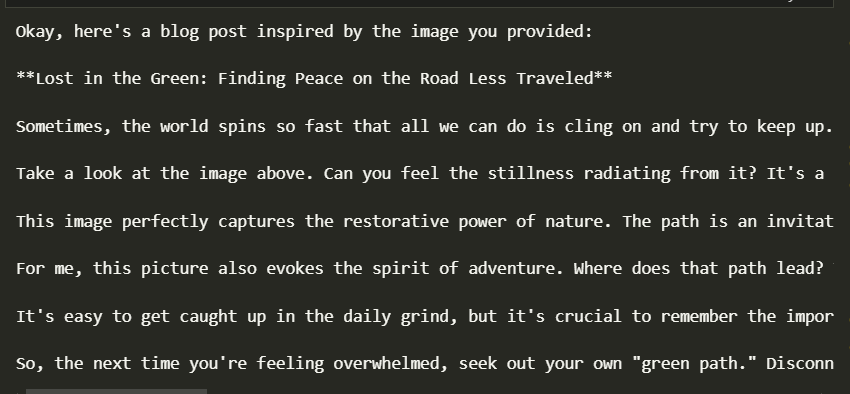 Okay, here's a blog post inspired by the image you provided:
**Lost in the Green: Finding Peace on the Road Less Traveled**
Sometimes, the world spins so fast that all we can do is cling on and try to keep up.
Take a look at the image above. Can you feel the stillness radiating from it? It's a
This image perfectly captures the restorative power of nature. The path is an invitat
For me, this picture also evokes the spirit of adventure. Where does that path lead?
It's easy to get caught up in the daily grind, but it's crucial to remember the impor
So, the next time you're feeling overwhelmed, seek out your own "green path." Disconn